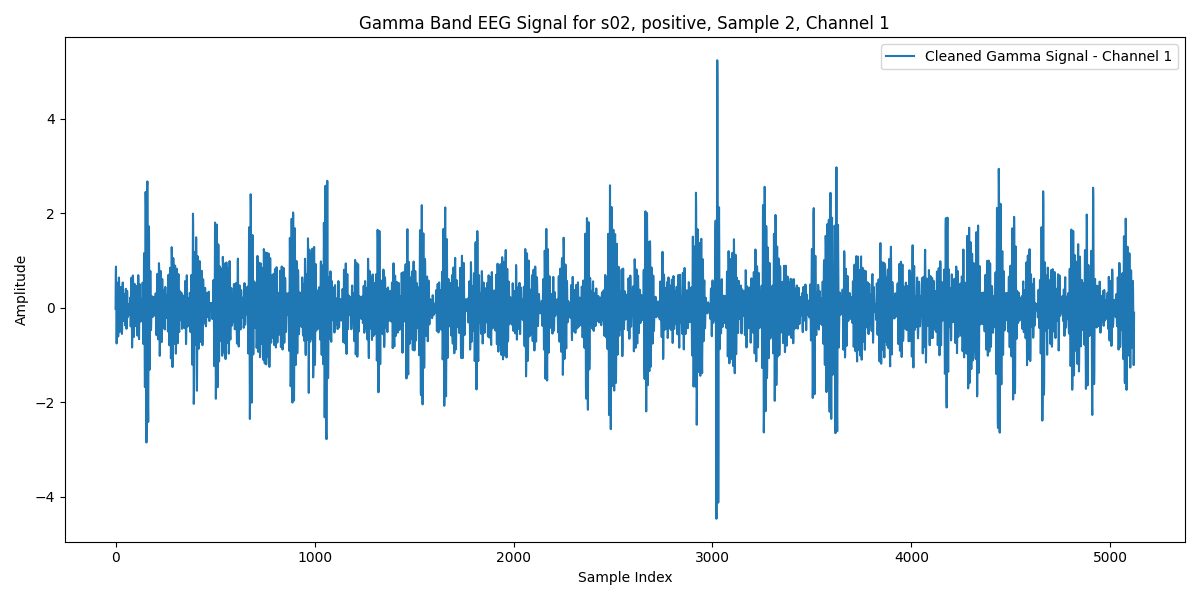 Gamma Band EEG Signal for s02, positive, Sample 2, Channel 1
Cleaned Gamma Signal - Channel 1
Amplitude
4
2
0
−2
−4
0 1000 2000 3000 4000 5000
Sample Index